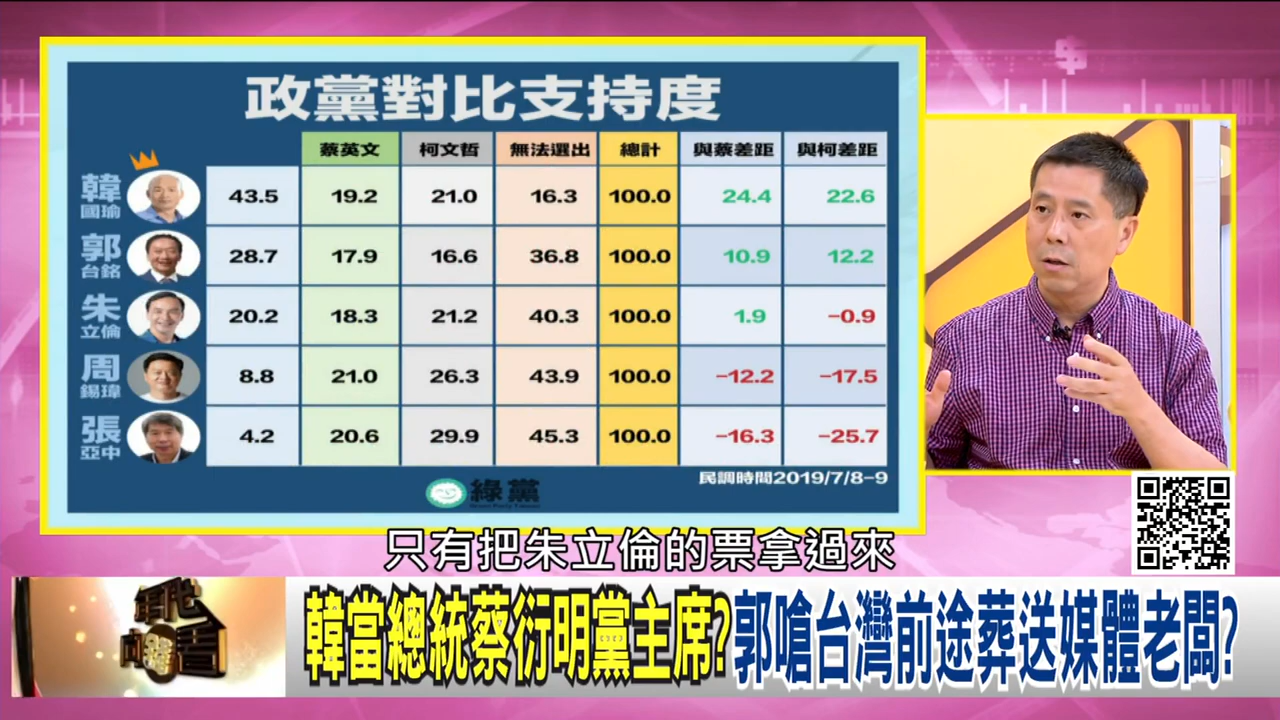 政黨對比支持度
蔡英文 柯文哲 無法選出 總計 與蔡差距 與柯差距
韓國瑜 43.5 19.2 21.0 16.3 100.0 24.4 22.6
郭台銘 28.7 17.9 16.6 36.8 100.0 10.9 12.2
朱立倫 20.2 18.3 21.2 40.3 100.0 1.9 -0.9
周錫瑋 8.8 21.0 26.3 43.9 100.0 -12.2 -17.5
張亞中 4.2 20.6 29.9 45.3 100.0 -16.3 -25.7
民調時間2019/7/8-9
綠黨
只有把朱立倫的票拿過來
年代向錢看
韓當總統蔡衍明黨主席?郭嗆台灣前途葬送媒體老闆?